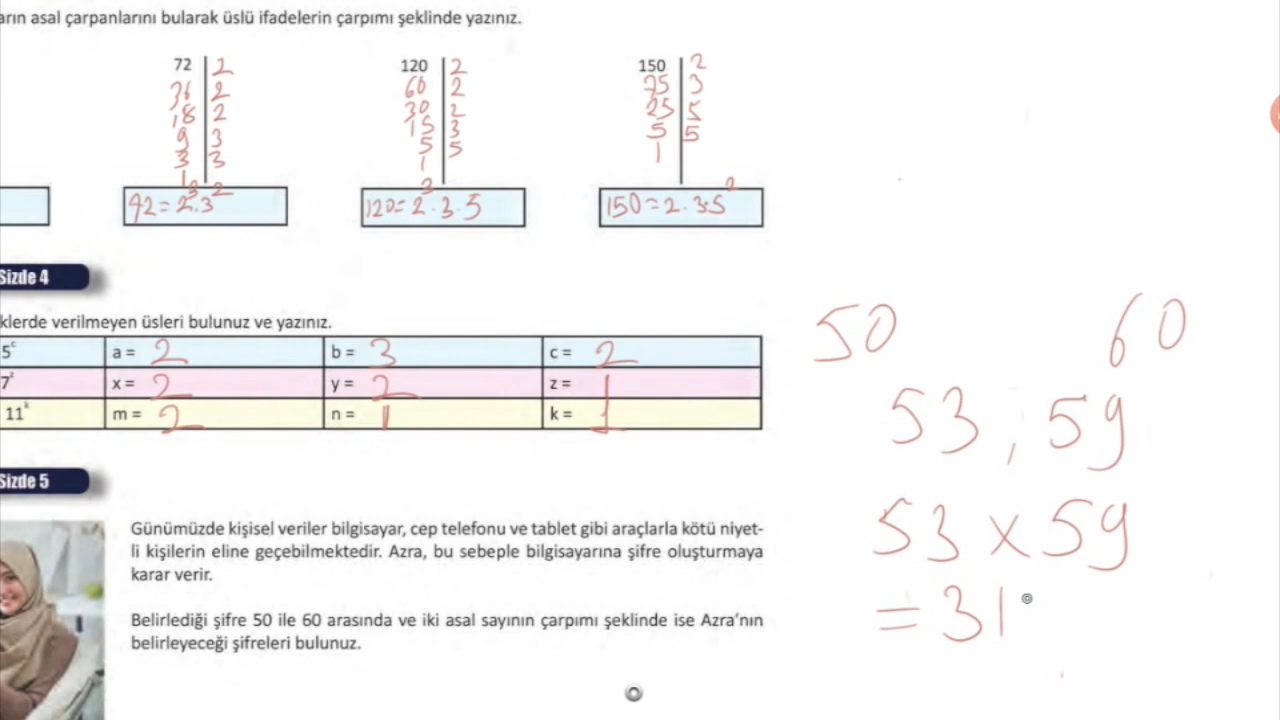 arın asal çarpanlarını bularak üslü ifadelerin çarpımı şeklinde yazınız.
72 2
36 2
18 2
9 3
3 3
1
42=2³.3²
120 2
60 2
30 2
15 3
5 5
1
120=2³.3.5
150 2
75 3
25 5
5 5
1
150=2.3.5²
Sizde 4
klerde verilmeyen üsleri bulunuz ve yazınız.
5ᶜ a = 2 b = 3 c = 2
7ᶻ x = 2 y = 2 z = 1
11ᵏ m = 2 n = 1 k = 1
50 60
53, 59
53 x 59
= 31
Sizde 5
Günümüzde kişisel veriler bilgisayar, cep telefonu ve tablet gibi araçlarla kötü niyet-
li kişilerin eline geçebilmektedir. Azra, bu sebeple bilgisayarına şifre oluşturmaya
karar verir.
Belirlediği şifre 50 ile 60 arasında ve iki asal sayının çarpımı şeklinde ise Azra'nın
belirleyeceği şifreleri bulunuz.